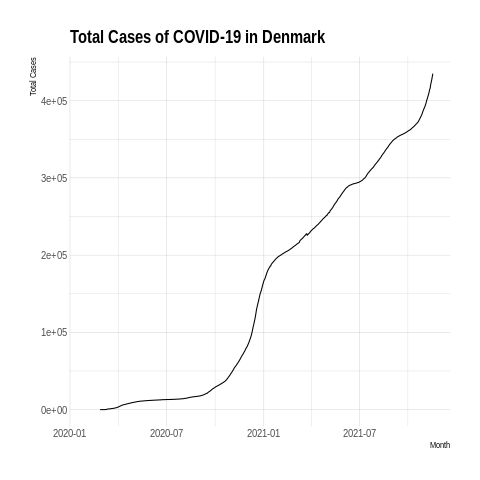 Total Cases of COVID-19 in Denmark
Total Cases
4e+05
3e+05
2e+05
1e+05
0e+00
2020-01 2020-07 2021-01 2021-07
Month